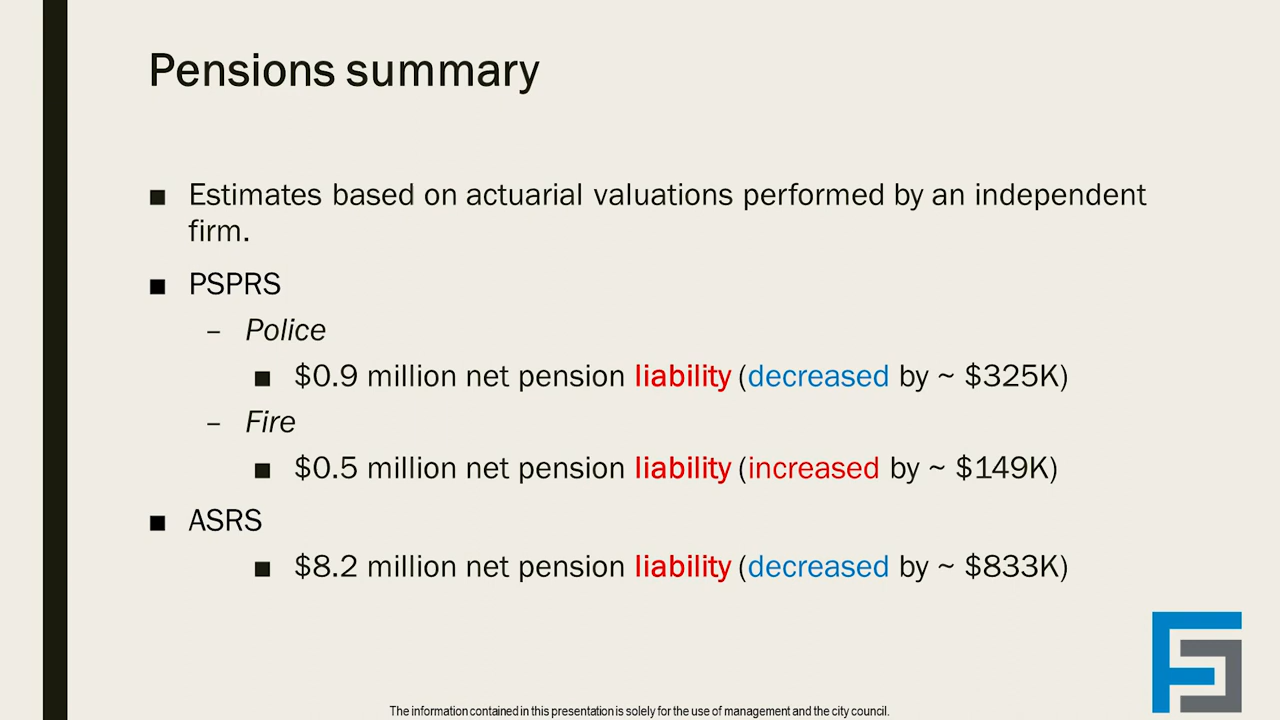 Pensions summary
■ Estimates based on actuarial valuations performed by an independent
firm.
■ PSPRS
– Police
■ $0.9 million net pension liability (decreased by ~ $325K)
– Fire
■ $0.5 million net pension liability (increased by ~ $149K)
■ ASRS
■ $8.2 million net pension liability (decreased by ~ $833K)
The information contained in this presentation is solely for the use of management and the city council.